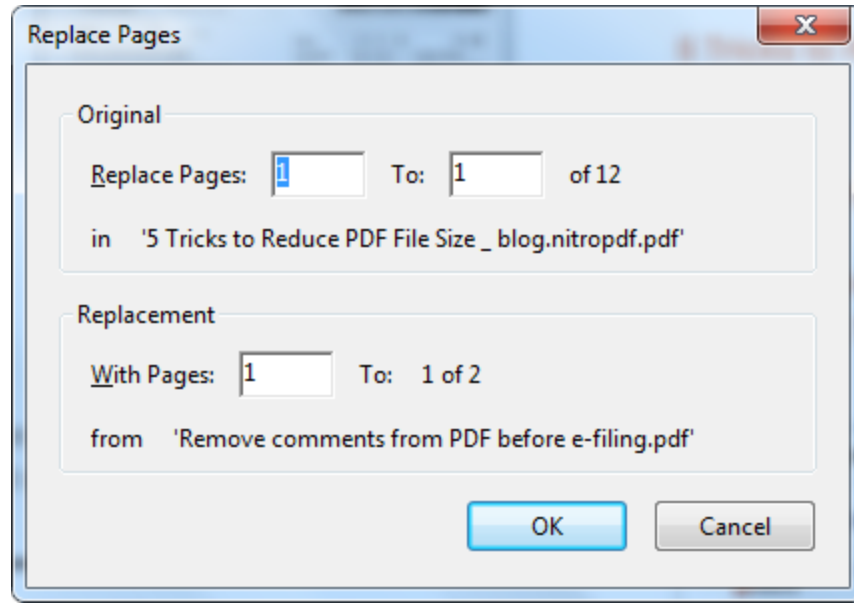 Replace Pages
Original
Replace Pages: 1 To: 1 of 12
in '5 Tricks to Reduce PDF File Size _ blog.nitropdf.pdf'
Replacement
With Pages: 1 To: 1 of 2
from 'Remove comments from PDF before e-filing.pdf'
OK Cancel